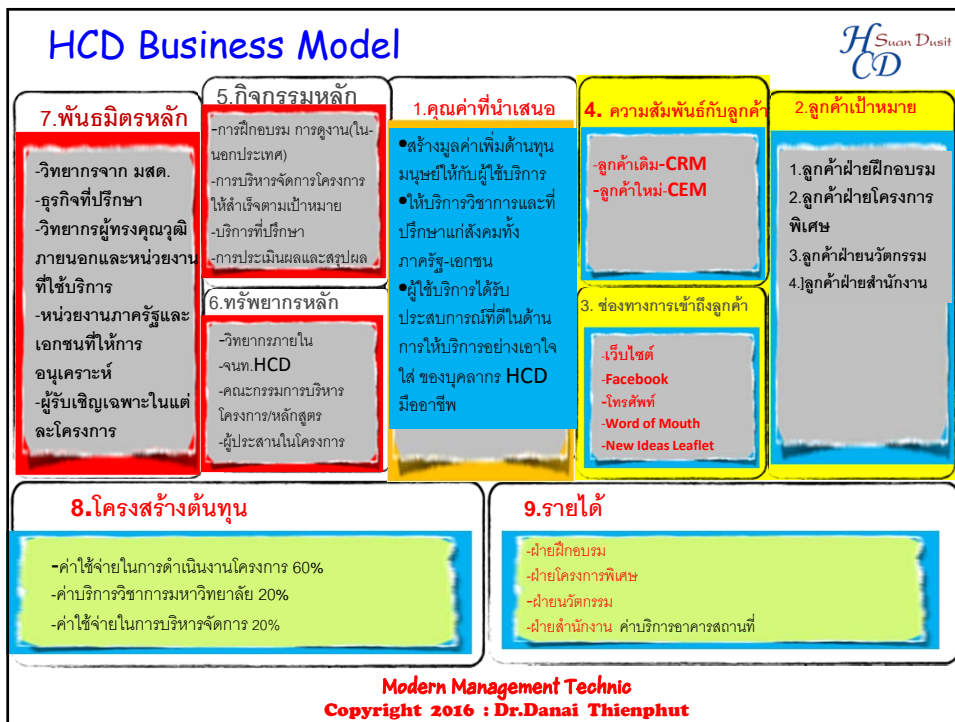 HCD Business Model
H Suan Dusit
CD
7.พันธมิตรหลัก
-วิทยากรจาก มสด.
-ธุรกิจที่ปรึกษา
-วิทยากรผู้ทรงคุณวุฒิ
ภายนอกและหน่วยงาน
ที่ใช้บริการ
-หน่วยงานภาครัฐและ
เอกชนที่ให้การ
อนุเคราะห์
-ผู้รับเชิญเฉพาะในแต่
ละโครงการ
5.กิจกรรมหลัก
-การฝึกอบรม การดูงาน(ใน-
นอกประเทศ)
-การบริหารจัดการโครงการ
ให้สำเร็จตามเป้าหมาย
-บริการที่ปรึกษา
-การประเมินผลและสรุปผล
6.ทรัพยากรหลัก
-วิทยากรภายใน
-จนท.HCD
-คณะกรรมการบริหาร
โครงการ/หลักสูตร
-ผู้ประสานในโครงการ
1.คุณค่าที่นำเสนอ
•สร้างมูลค่าเพิ่มด้านทุน
มนุษย์ให้กับผู้ใช้บริการ
•ให้บริการวิชาการและที่
ปรึกษาแก่สังคมทั้ง
ภาครัฐ-เอกชน
•ผู้ใช้บริการได้รับ
ประสบการณ์ที่ดีในด้าน
การให้บริการอย่างเอาใจ
ใส่ ของบุคลากร HCD
มืออาชีพ
4. ความสัมพันธ์กับลูกค้า
-ลูกค้าเดิม-CRM
-ลูกค้าใหม่-CEM
3. ช่องทางการเข้าถึงลูกค้า
-เว็บไซต์
-Facebook
-โทรศัพท์
-Word of Mouth
-New Ideas Leaflet
2.ลูกค้าเป้าหมาย
1.ลูกค้าฝ่ายฝึกอบรม
2.ลูกค้าฝ่ายโครงการ
พิเศษ
3.ลูกค้าฝ่ายนวัตกรรม
4.]ลูกค้าฝ่ายสำนักงาน
8.โครงสร้างต้นทุน
-ค่าใช้จ่ายในการดำเนินงานโครงการ 60%
-ค่าบริการวิชาการมหาวิทยาลัย 20%
-ค่าใช้จ่ายในการบริหารจัดการ 20%
9.รายได้
-ฝ่ายฝึกอบรม
-ฝ่ายโครงการพิเศษ
-ฝ่ายนวัตกรรม
-ฝ่ายสำนักงาน ค่าบริการอาคารสถานที่
Modern Management Technic
Copyright 2016 : Dr.Danai Thienphut